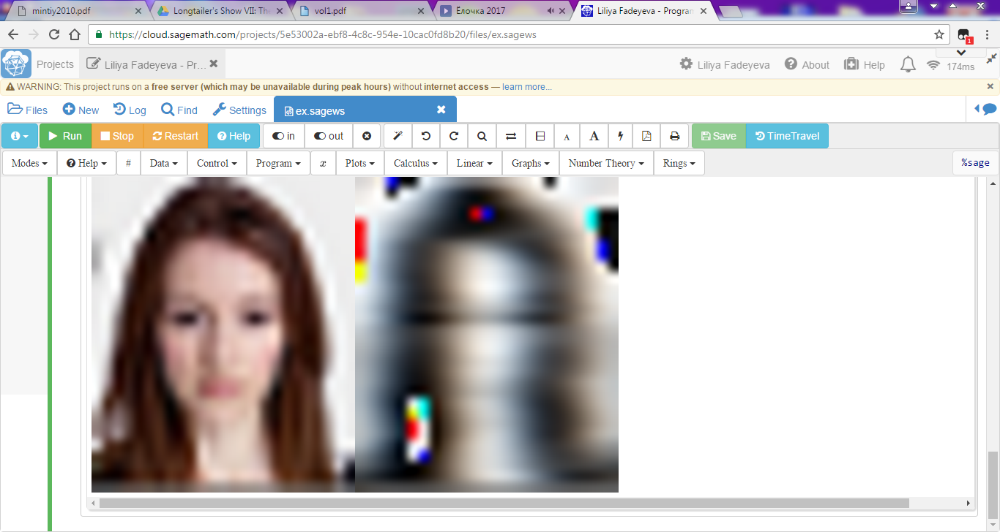 mintiy2010.pdf
Longtailer's Show VII: The
vol1.pdf
Ёлочка 2017
Liliya Fadeyeva - Progran
https://cloud.sagemath.com/projects/5e53002a-ebf8-4c8c-954e-10cac0fd8b20/files/ex.sagews
1
Projects Liliya Fadeyeva - Pr... Liliya Fadeyeva About Help 174ms
WARNING: This project runs on a free server (which may be unavailable during peak hours) without internet access — learn more...
Files New Log Find Settings ex.sagews
Run Stop Restart Help in out A A Save TimeTravel
Modes Help # Data Control Program x Plots Calculus Linear Graphs Number Theory Rings %sage